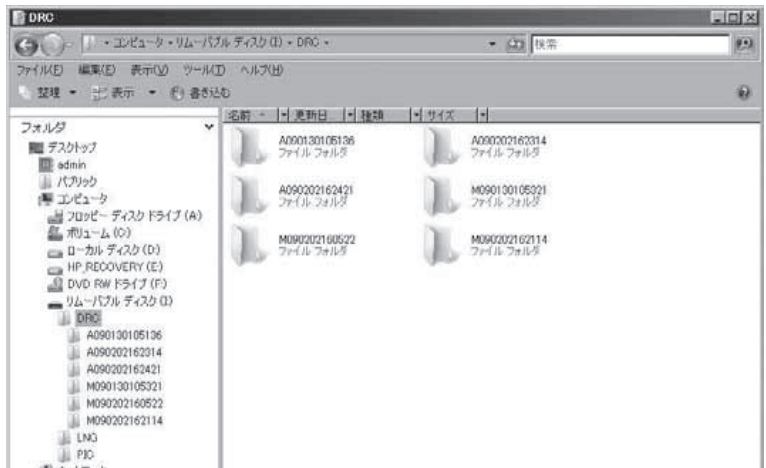 DRC
コンピュータ ▸ リムーバブル ディスク (I) ▸ DRC ▸
検索
ファイル(F) 編集(E) 表示(V) ツール(T) ヘルプ(H)
整理 表示 書き込む
フォルダ
デスクトップ
admin
パブリック
コンピュータ
フロッピー ディスク ドライブ (A)
ボリューム (C)
ローカル ディスク (D)
HP_RECOVERY (E)
DVD RW ドライブ (F)
リムーバブル ディスク (I)
DRC
A090130105136
A090202162314
A090202162421
M090130105321
M090202160522
M090202162114
LNG
PIC
名前 更新日... 種類 サイズ
A090130105136
ファイル フォルダ
A090202162314
ファイル フォルダ
A090202162421
ファイル フォルダ
M090130105321
ファイル フォルダ
M090202160522
ファイル フォルダ
M090202162114
ファイル フォルダ